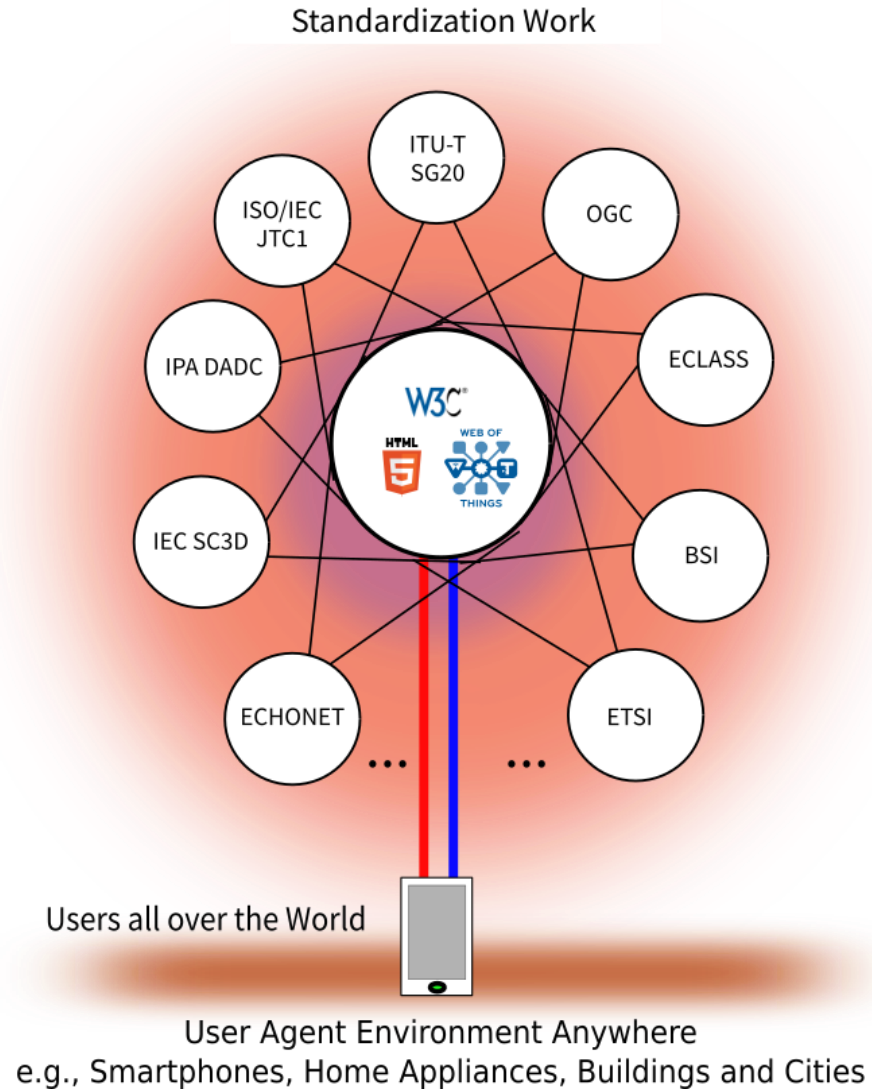 Standardization Work
ITU-T
SG20
ISO/IEC
JTC1
OGC
IPA DADC
ECLASS
W3C®
HTML
5
WEB OF
W T
THINGS
IEC SC3D
BSI
ECHONET
ETSI
...
...
Users all over the World
User Agent Environment Anywhere
e.g., Smartphones, Home Appliances, Buildings and Cities